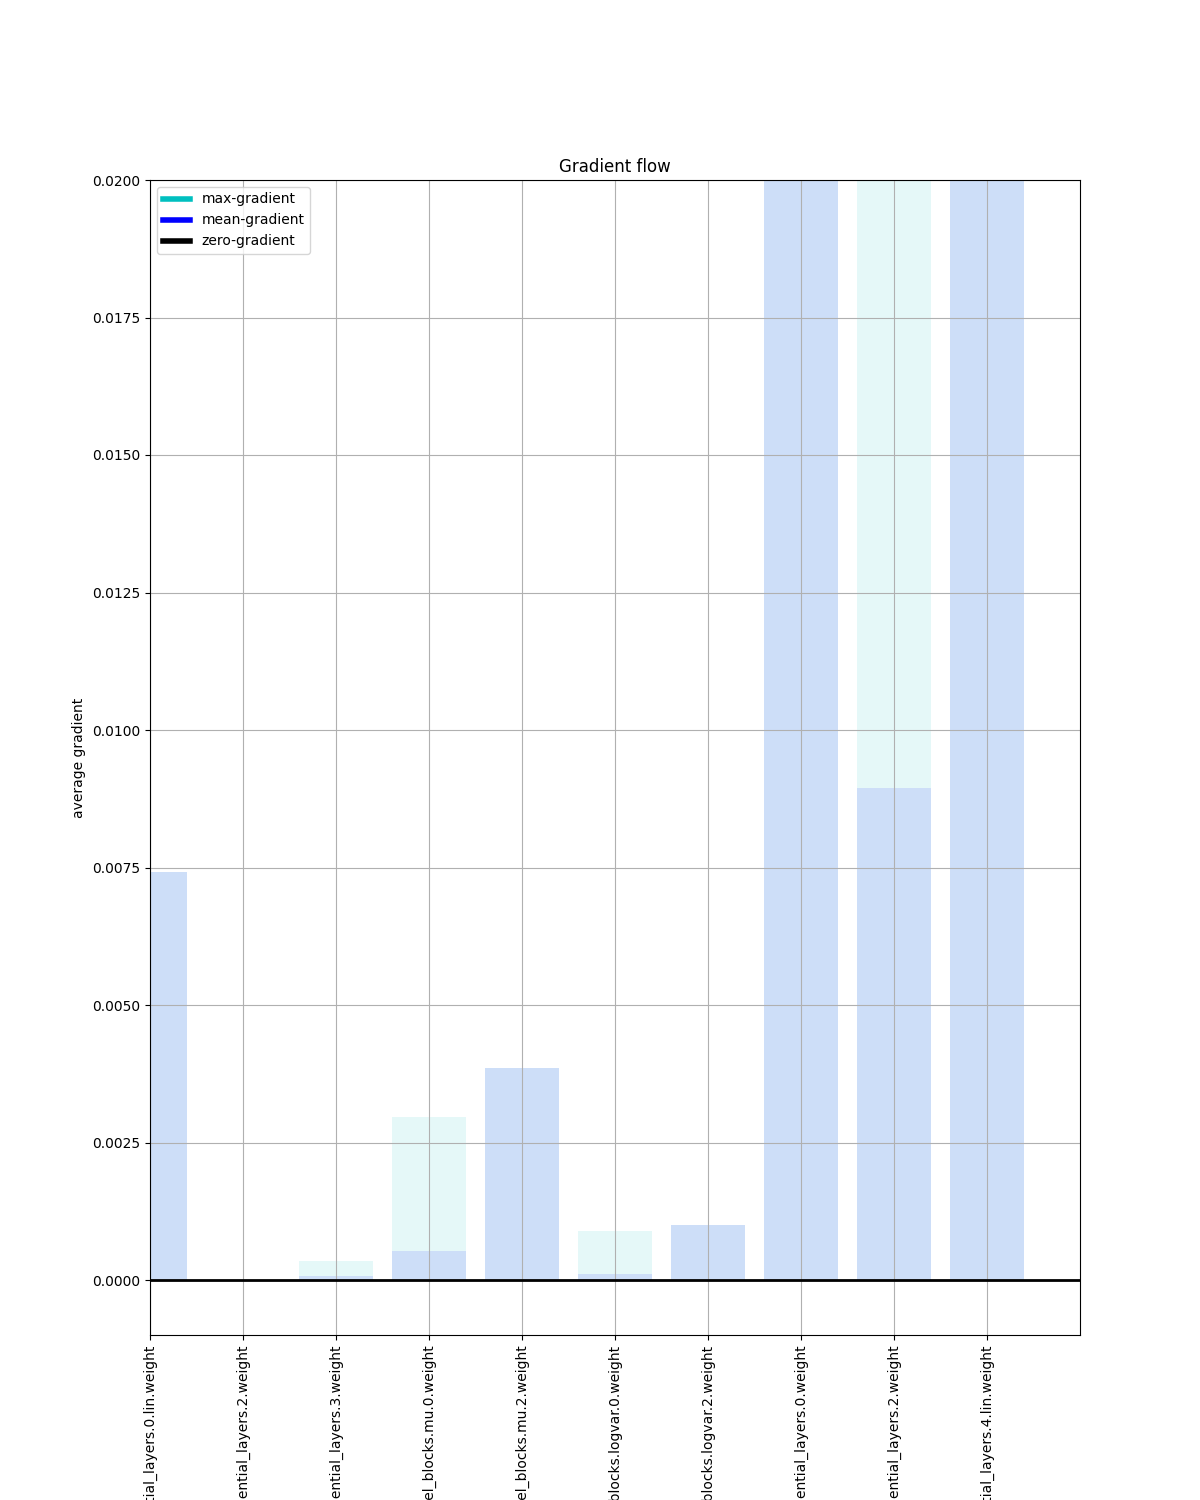 Gradient flow
max-gradient
mean-gradient
zero-gradient
0.0200
0.0175
0.0150
0.0125
0.0100
0.0075
0.0050
0.0025
0.0000
average gradient
tial_layers.0.lin.weight
ential_layers.2.weight
ential_layers.3.weight
el_blocks.mu.0.weight
el_blocks.mu.2.weight
blocks.logvar.0.weight
blocks.logvar.2.weight
ential_layers.0.weight
ential_layers.2.weight
tial_layers.4.lin.weight